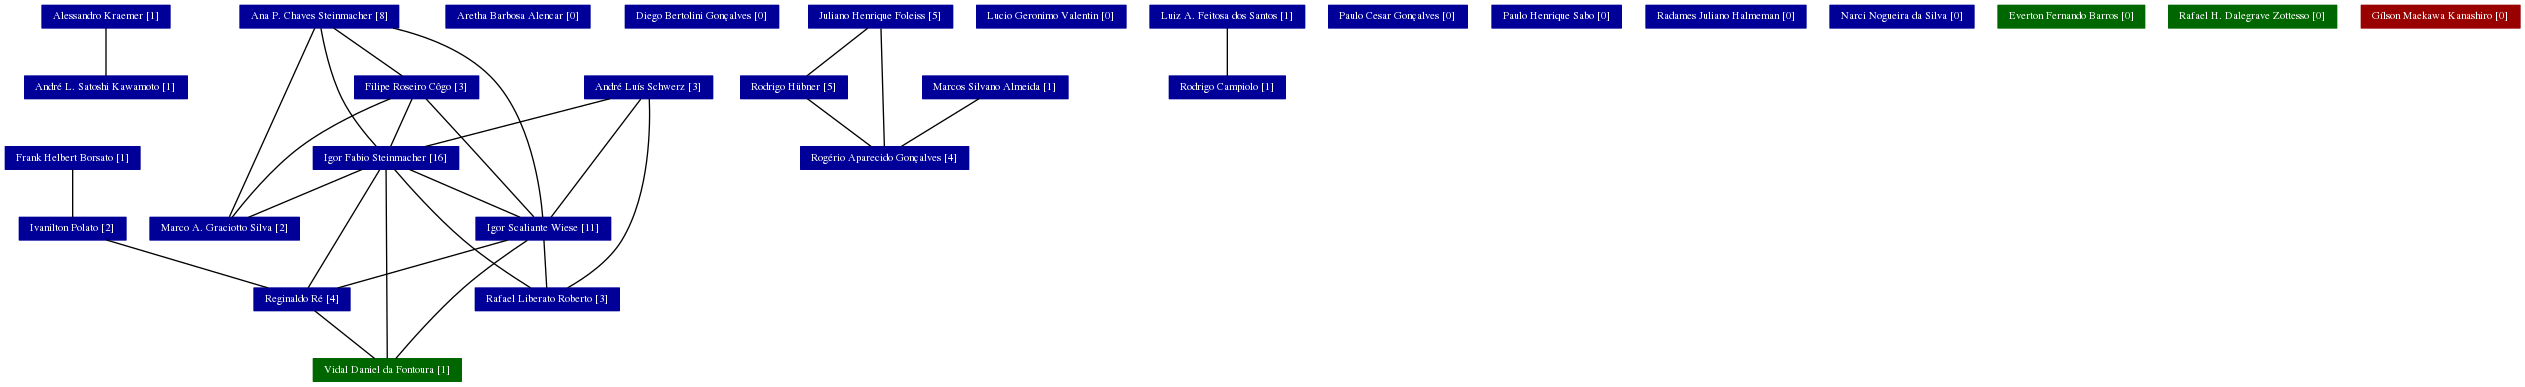 Alessandro Kraemer [1]
Ana P. Chaves Steinmacher [8]
Aretha Barbosa Alencar [0]
Diego Bertolini Gonçalves [0]
Juliano Henrique Foleiss [5]
Lucio Geronimo Valentin [0]
Luiz A. Feitosa dos Santos [1]
Paulo Cesar Gonçalves [0]
Paulo Henrique Sabo [0]
Radames Juliano Halmeman [0]
Narci Nogueira da Silva [0]
Everton Fernando Barros [0]
Rafael H. Dalegrave Zottesso [0]
Gílson Maekawa Kanashiro [0]
André L. Satoshi Kawamoto [1]
Filipe Roseiro Côgo [3]
André Luís Schwerz [3]
Rodrigo Hübner [5]
Marcos Silvano Almeida [1]
Rodrigo Campiolo [1]
Frank Helbert Borsato [1]
Igor Fabio Steinmacher [16]
Rogério Aparecido Gonçalves [4]
Ivanilton Polato [2]
Marco A. Graciotto Silva [2]
Igor Scaliante Wiese [11]
Reginaldo Ré [4]
Rafael Liberato Roberto [3]
Vidal Daniel da Fontoura [1]